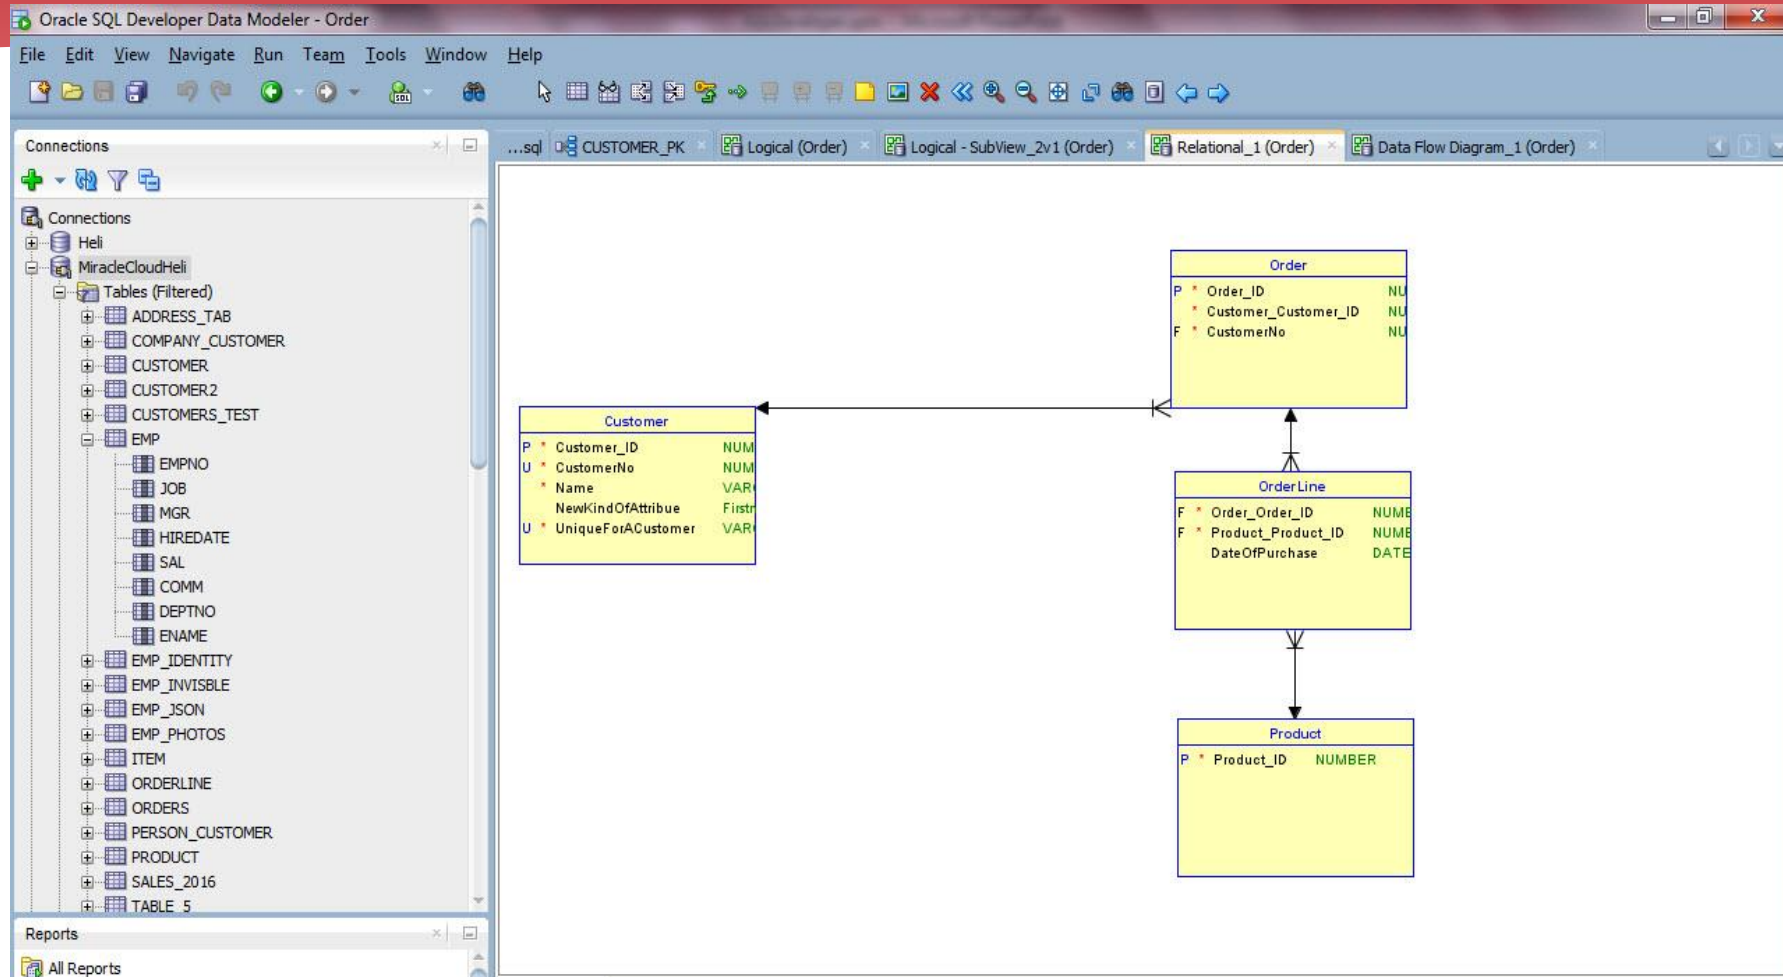 Oracle SQL Developer Data Modeler - Order
File Edit View Navigate Run Team Tools Window Help
SQL
Connections
...sql CUSTOMER_PK Logical (Order) Logical - SubView_2v1 (Order) Relational_1 (Order) Data Flow Diagram_1 (Order)
Connections
Heli
MiracleCloudHeli
Tables (Filtered)
ADDRESS_TAB
COMPANY_CUSTOMER
CUSTOMER
CUSTOMER2
CUSTOMERS_TEST
EMP
EMPNO
JOB
MGR
HIREDATE
SAL
COMM
DEPTNO
ENAME
EMP_IDENTITY
EMP_INVISBLE
EMP_JSON
EMP_PHOTOS
ITEM
ORDERLINE
ORDERS
PERSON_CUSTOMER
PRODUCT
SALES_2016
TABLE_5
Reports
All Reports
Order
P * Order_ID NU
* Customer_Customer_ID NU
F * CustomerNo NU
Customer
P * Customer_ID NUM
U * CustomerNo NUM
* Name VAR
NewKindOfAttribue Firstr
U * UniqueForACustomer VAR
OrderLine
F * Order_Order_ID NUME
F * Product_Product_ID NUME
DateOfPurchase DATE
Product
P * Product_ID NUMBER